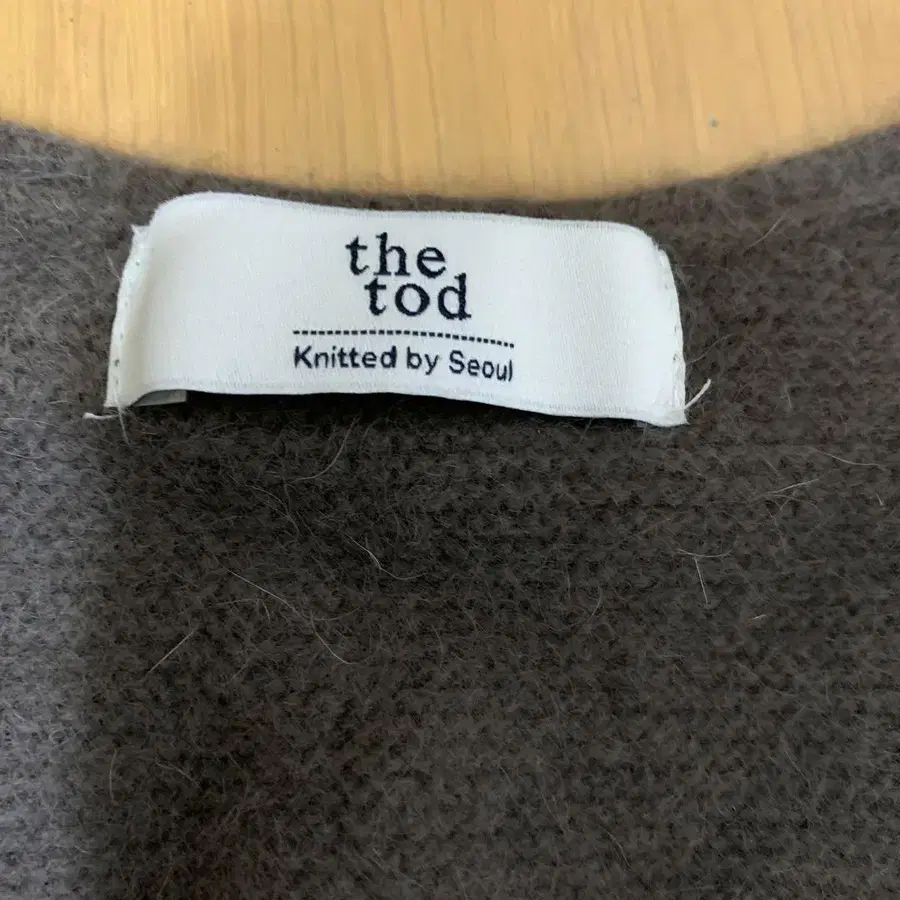 the
tod
Knitted by Seoul